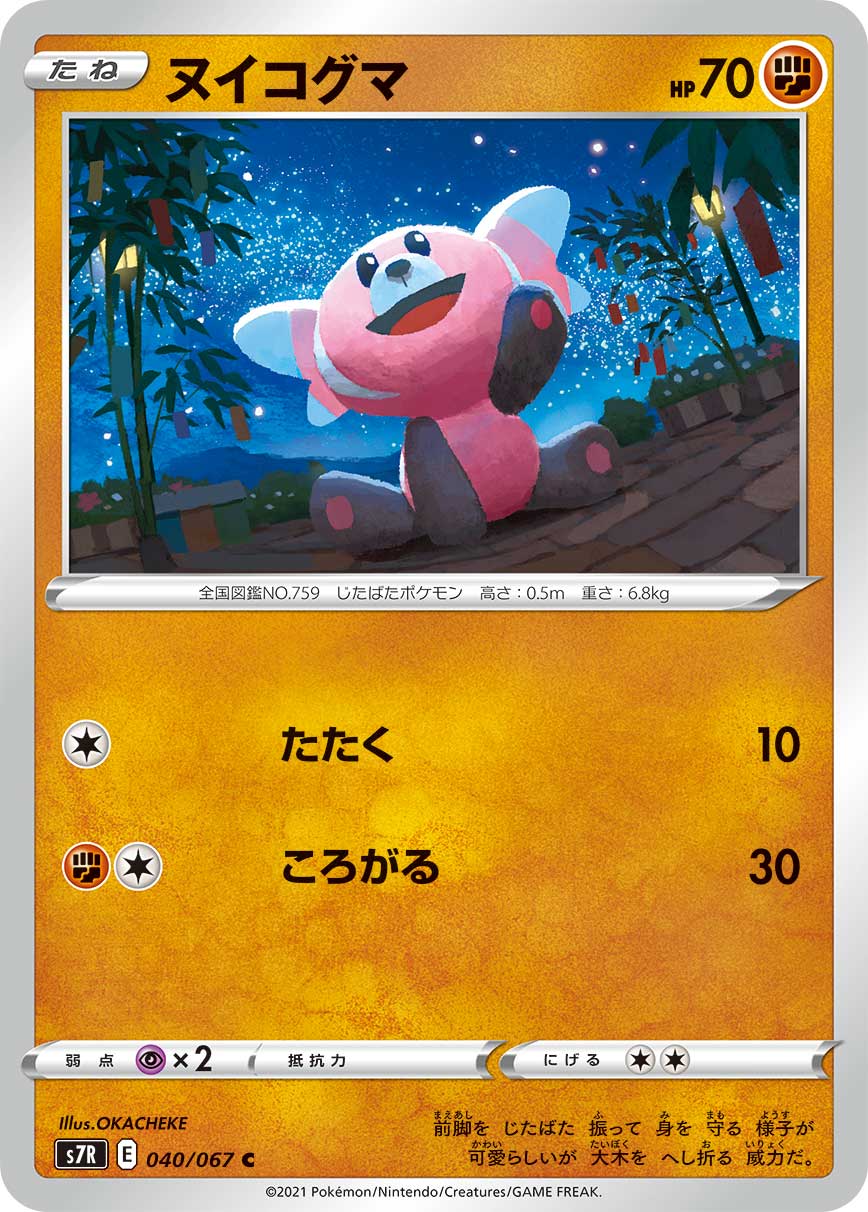 たね ヌイコグマ HP70
全国図鑑NO.759 じたばたポケモン 高さ：0.5m 重さ：6.8kg
たたく 10
ころがる 30
弱点 ×2 抵抗力 にげる
Illus.OKACHEKE
前脚を じたばた 振って 身を 守る 様子が
可愛らしいが 大木を へし折る 威力だ。
s7R E 040/067 C
©2021 Pokémon/Nintendo/Creatures/GAME FREAK.